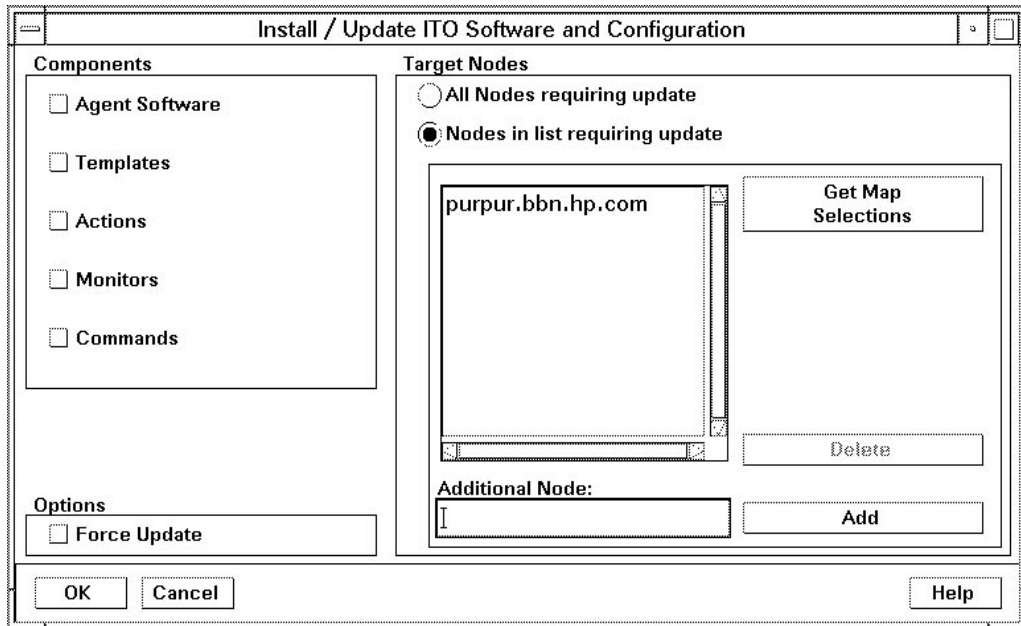 Install / Update ITO Software and Configuration
Components
Agent Software
Templates
Actions
Monitors
Commands
Options
Force Update
Target Nodes
All Nodes requiring update
Nodes in list requiring update
purpur.bbn.hp.com
Get Map
Selections
Delete
Additional Node:
Add
OK
Cancel
Help